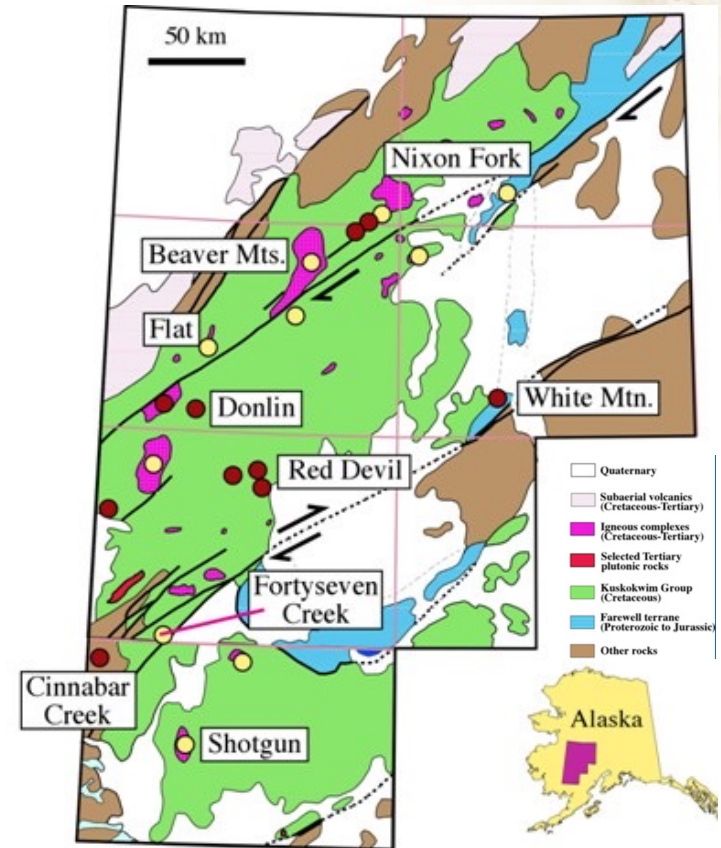 50 km
Nixon Fork
Beaver Mts.
Flat
Donlin
White Mtn.
Red Devil
Fortyseven
Creek
Cinnabar
Creek
Shotgun
Quaternary
Subaerial volcanics
(Cretaceous-Tertiary)
Igneous complexes
(Cretaceous-Tertiary)
Selected Tertiary
plutonic rocks
Kuskokwim Group
(Cretaceous)
Farewell terrane
(Proterozoic to Jurassic)
Other rocks
Alaska